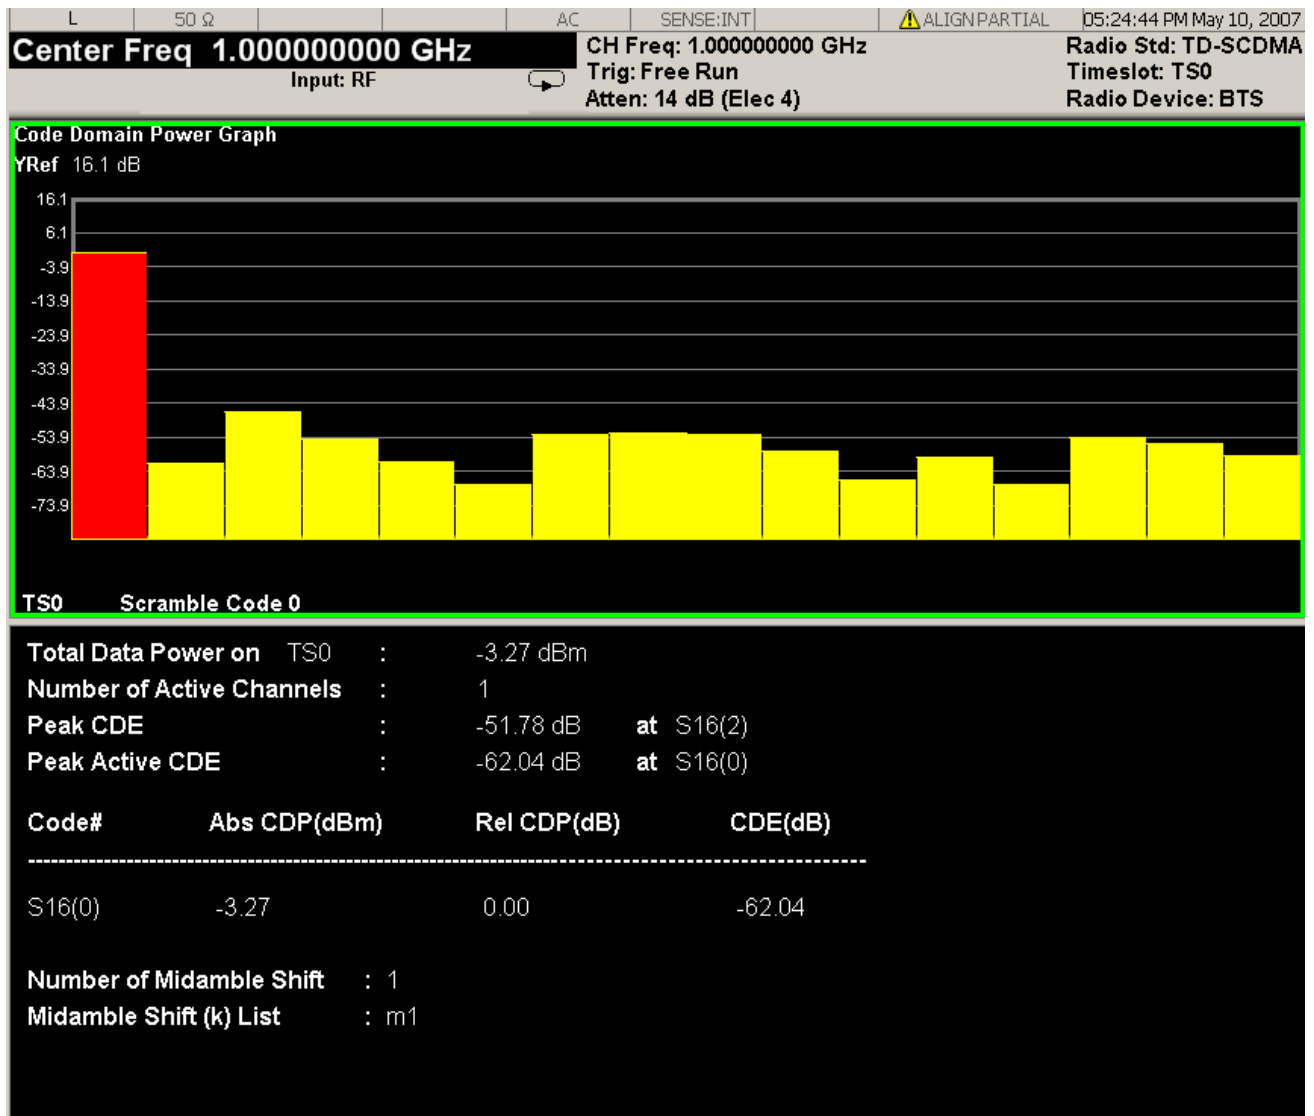 L 50 Ω AC SENSE:INT ALIGN PARTIAL 05:24:44 PM May 10, 2007
Center Freq 1.000000000 GHz
Input: RF
CH Freq: 1.000000000 GHz
Trig: Free Run
Atten: 14 dB (Elec 4)
Radio Std: TD-SCDMA
Timeslot: TS0
Radio Device: BTS
Code Domain Power Graph
YRef 16.1 dB
16.1
6.1
-3.9
-13.9
-23.9
-33.9
-43.9
-53.9
-63.9
-73.9
TS0 Scramble Code 0
Total Data Power on TS0 : -3.27 dBm
Number of Active Channels : 1
Peak CDE : -51.78 dB at S16(2)
Peak Active CDE : -62.04 dB at S16(0)
Code# Abs CDP(dBm) Rel CDP(dB) CDE(dB)
S16(0) -3.27 0.00 -62.04
Number of Midamble Shift : 1
Midamble Shift (k) List : m1